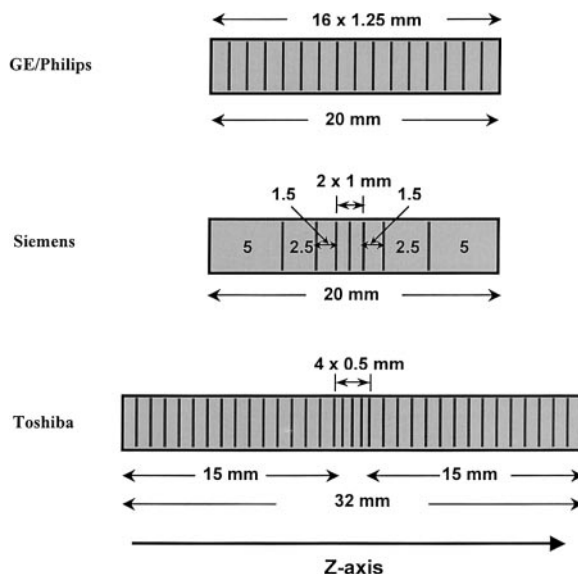 16 x 1.25 mm
GE/Philips
20 mm
2 x 1 mm
1.5 1.5
Siemens
5 2.5 2.5 5
20 mm
4 x 0.5 mm
Toshiba
15 mm 15 mm
32 mm
Z-axis